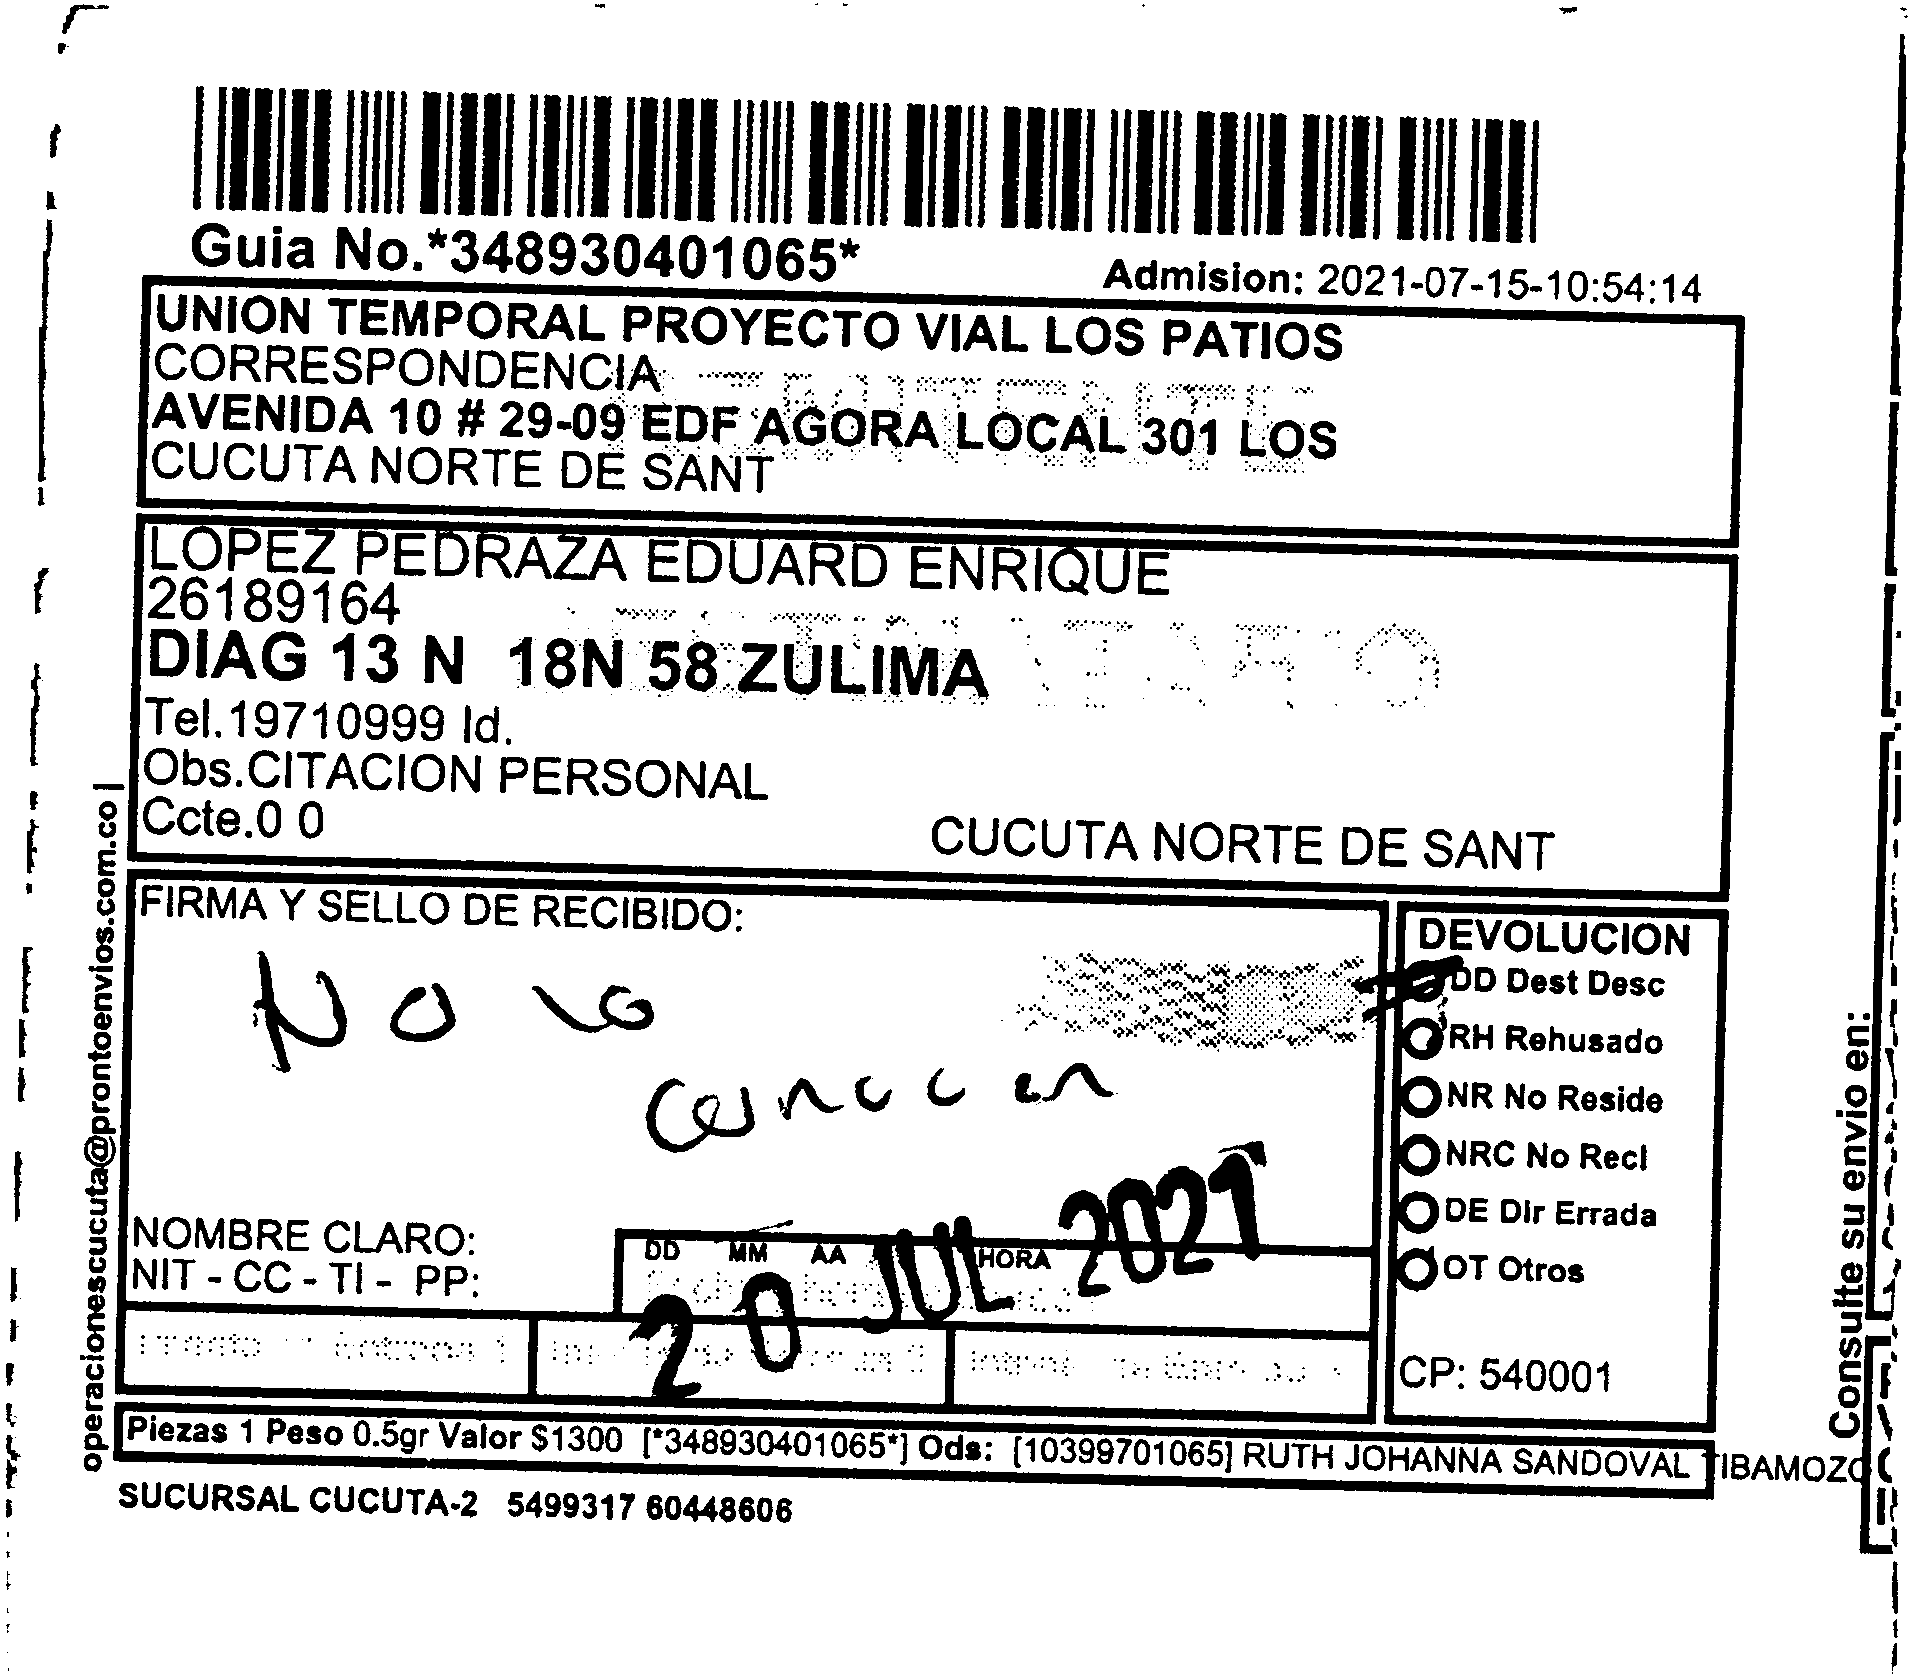 Guia No.*348930401065*
Admision: 2021-07-15-10:54:14
UNION TEMPORAL PROYECTO VIAL LOS PATIOS
CORRESPONDENCIA
AVENIDA 10 # 29-09 EDF AGORA LOCAL 301 LOS
CUCUTA NORTE DE SANT
LOPEZ PEDRAZA EDUARD ENRIQUE
26189164
DIAG 13 N 18N 58 ZULIMA
Tel.19710999 Id.
Obs.CITACION PERSONAL
Ccte.0 0
CUCUTA NORTE DE SANT
FIRMA Y SELLO DE RECIBIDO:
No lo
conocen
NOMBRE CLARO:
NIT - CC - TI - PP:
DD MM AA HORA
20 JUL 2021
DEVOLUCION
DD Dest Desc
RH Rehusado
NR No Reside
NRC No Recl
DE Dir Errada
OT Otros
CP: 540001
Piezas 1 Peso 0.5gr Valor $1300 [*348930401065*] Ods: [10399701065] RUTH JOHANNA SANDOVAL TIBAMOZO
SUCURSAL CUCUTA-2 5499317 60448606
operacionescucuta@prontoenvios.com.co |
Consulte su envio en: